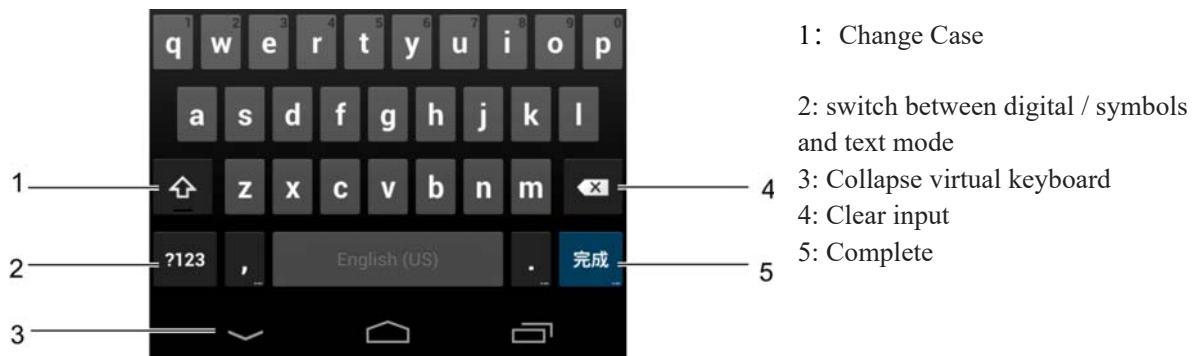 1 2 3 4 5 6 7 8 9 0
q w e r t y u i o p
a s d f g h j k l
1
z x c v b n m
4
2
?123 , English (US) . 完成
5
3
1：Change Case
2: switch between digital / symbols
and text mode
3: Collapse virtual keyboard
4: Clear input
5: Complete